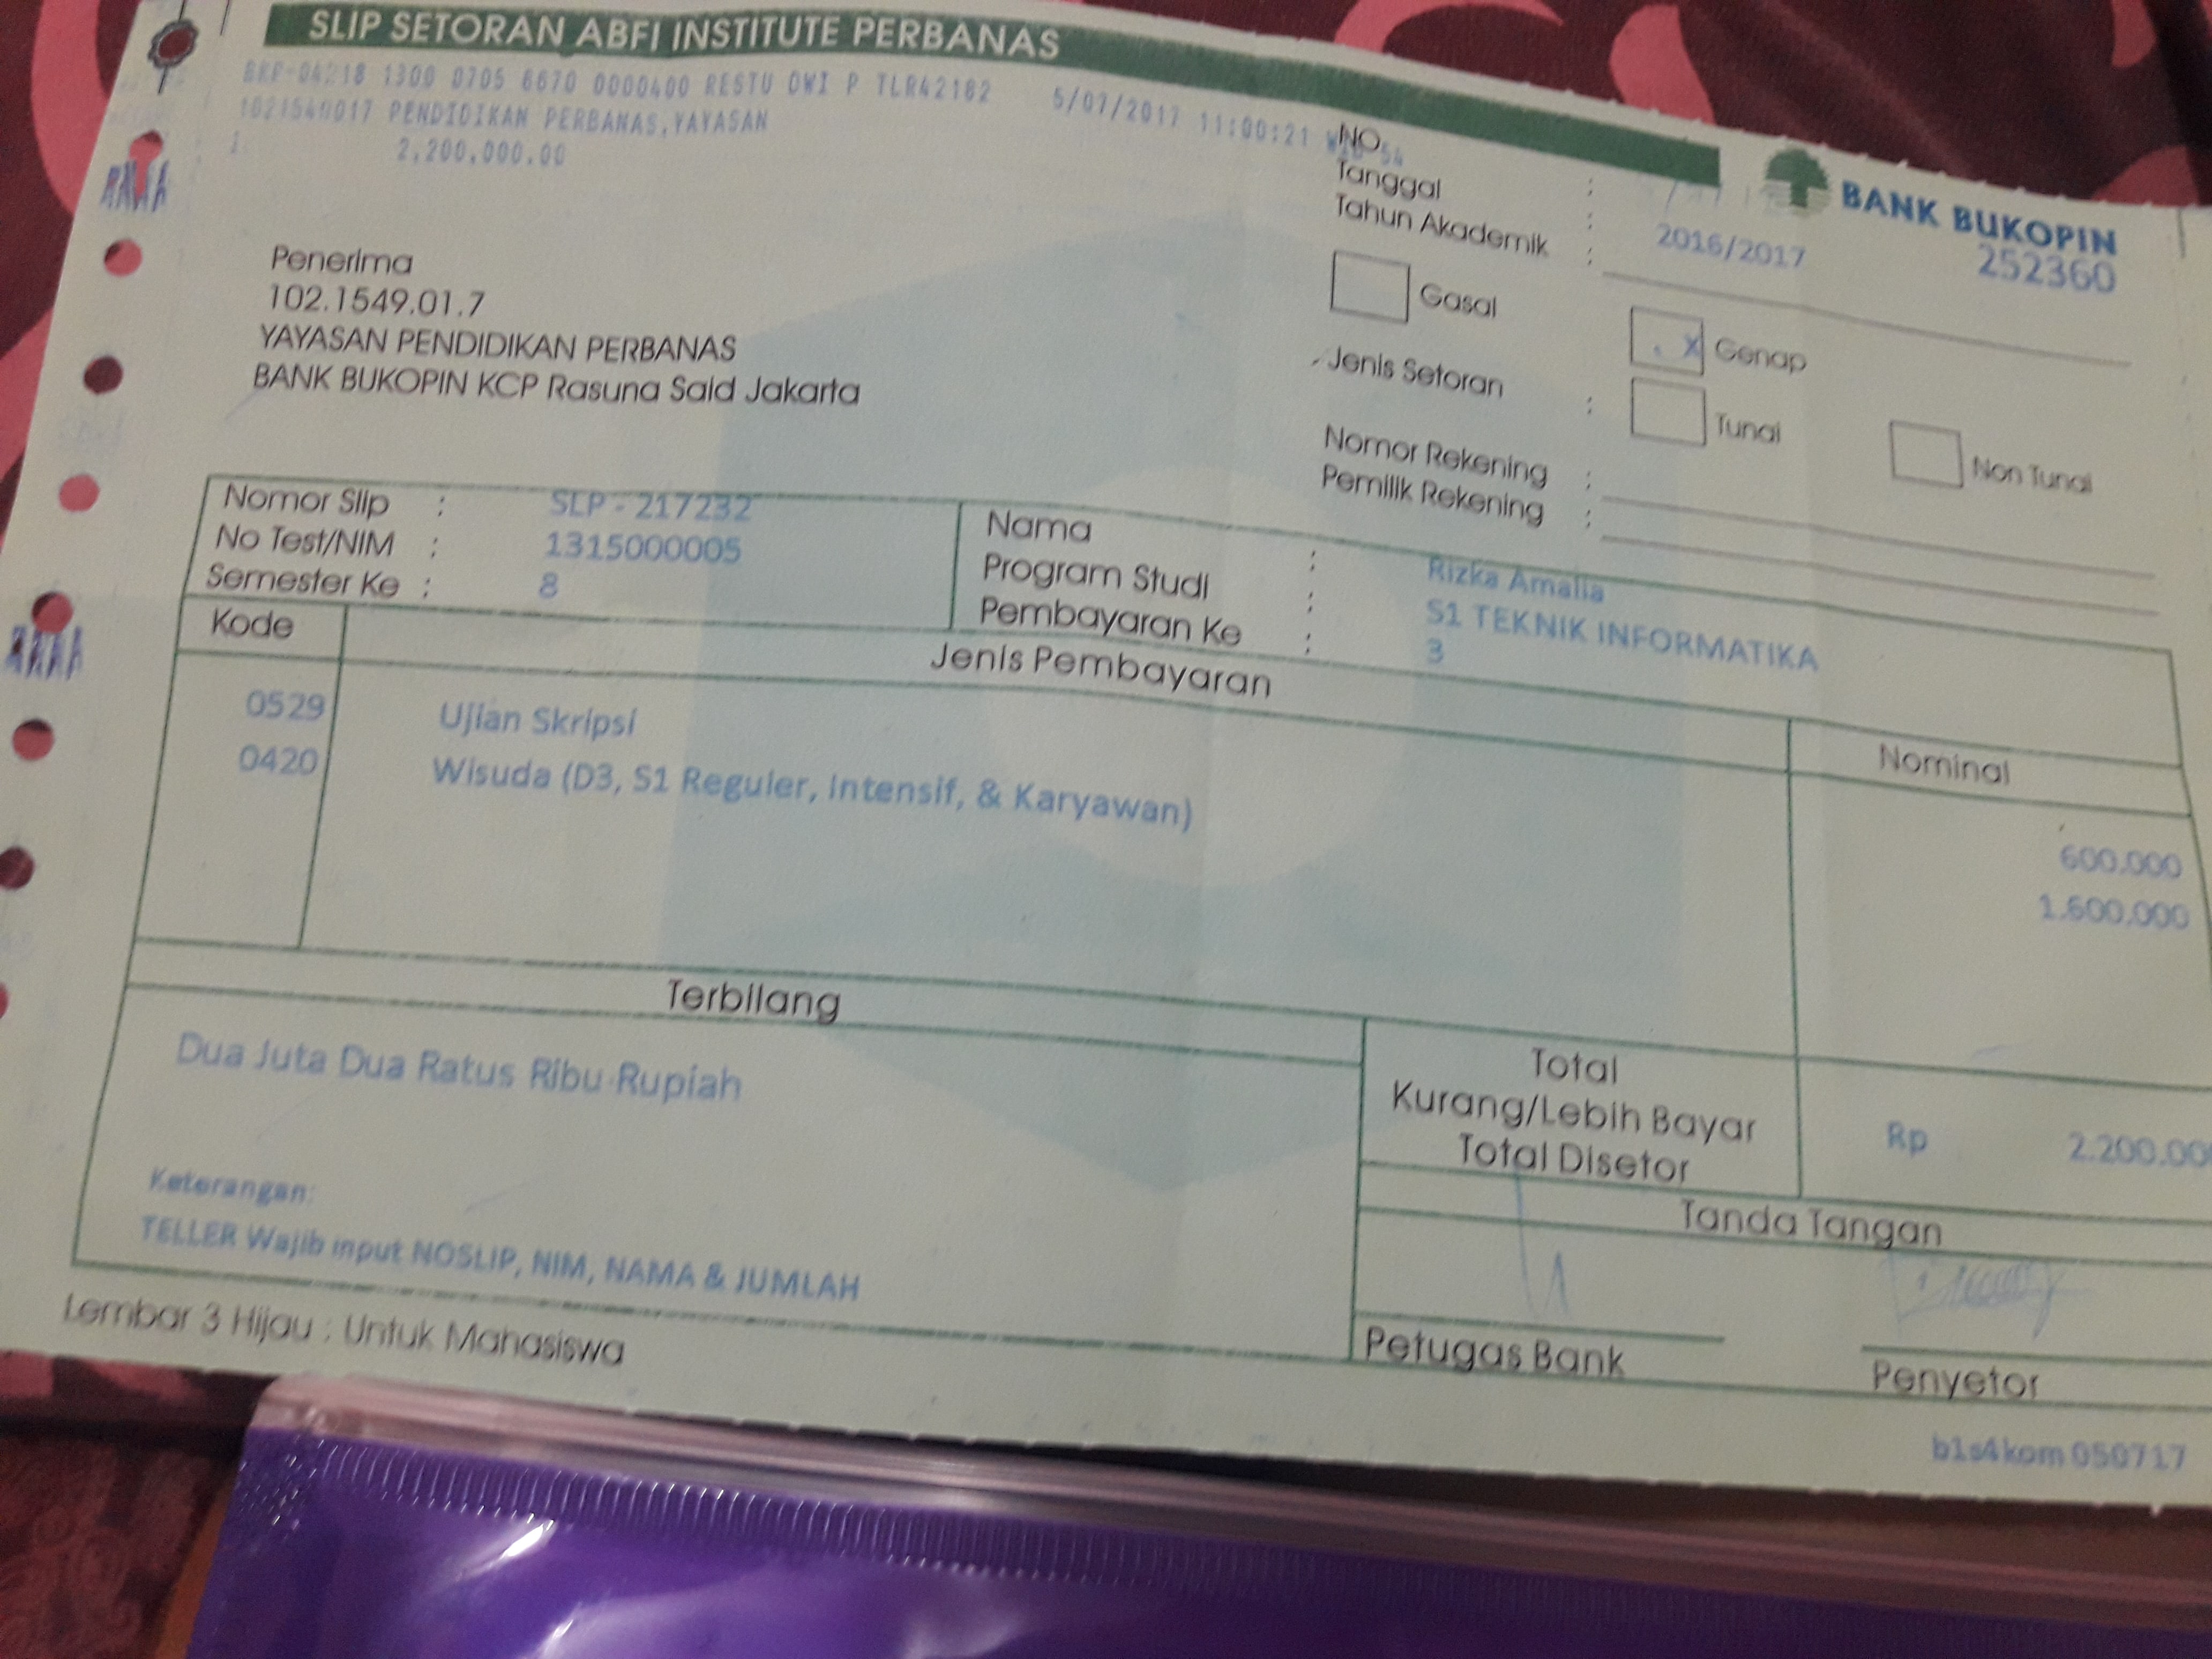 SLIP SETORAN ABFI INSTITUTE PERBANAS
BKP-04218 1300 0705 6670 0000400 RESTU DWI P TLR42182 5/07/2017 11:00:21
1021549017 PENDIDIKAN PERBANAS,YAYASAN
2,200,000.00
BANK BUKOPIN
252360
NO.
Tanggal :
Tahun Akademik : 2016/2017
Gasal
x Genap
Jenis Setoran : Tunai Non Tunai
Nomor Rekening :
Pemilik Rekening :
Penerima
102.1549.01.7
YAYASAN PENDIDIKAN PERBANAS
BANK BUKOPIN KCP Rasuna Said Jakarta
Nomor Slip : SLP - 217232
No Test/NIM : 1315000005
Semester Ke : 8
Nama : Rizka Amalia
Program Studi : S1 TEKNIK INFORMATIKA
Pembayaran Ke : 3
Kode Jenis Pembayaran Nominal
0529 Ujian Skripsi 600.000
0420 Wisuda (D3, S1 Reguler, Intensif, & Karyawan) 1.600.000
Terbilang
Dua Juta Dua Ratus Ribu Rupiah
Total
Kurang/Lebih Bayar
Total Disetor
Rp 2.200.00
Keterangan:
TELLER Wajib input NOSLIP, NIM, NAMA & JUMLAH
Tanda Tangan
Petugas Bank
Penyetor
Lembar 3 Hijau : Untuk Mahasiswa
b1s4kom 050717